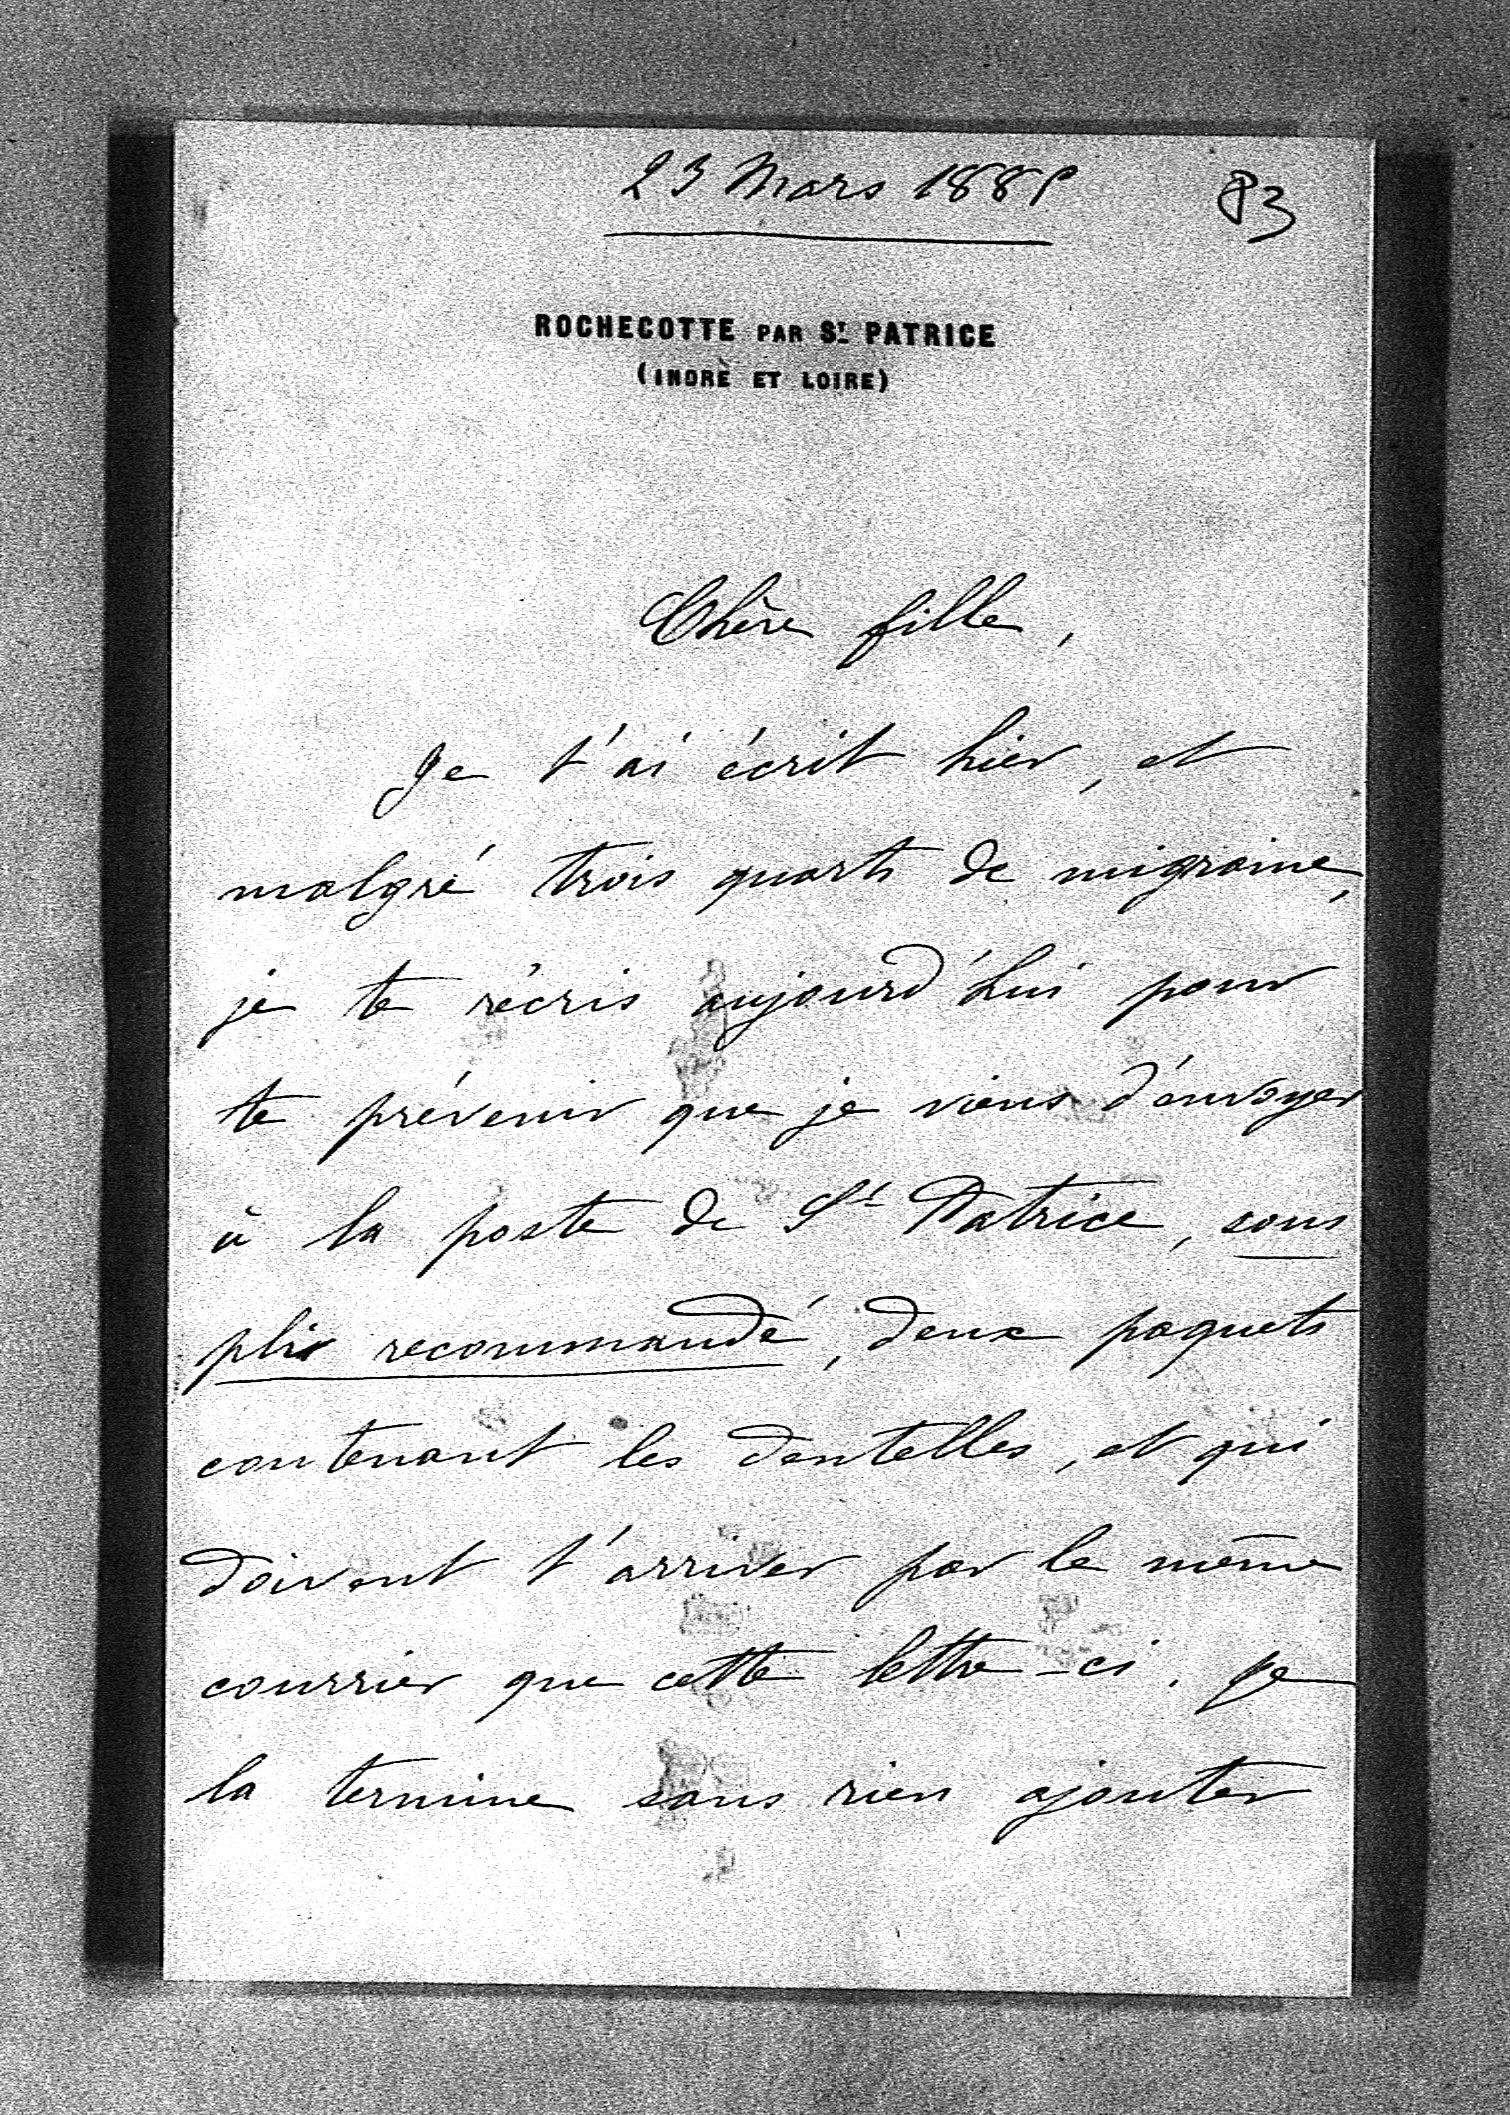 23 Mars 1885
83
ROCHECOTTE PAR ST PATRICE
(INDRE ET LOIRE)
Chère fille,
Je t'ai écrit hier, et
malgré trois quarts de migraine,
je te récris aujourd'hui pour
te prévenir que je viens d'envoyer
à la poste de St Patrice, sous
plis recommandé, deux paquets
contenant les dentelles, et qui
doivent t'arriver par le même
courrier que cette lettre-ci. Je
la termine sans rien ajouter